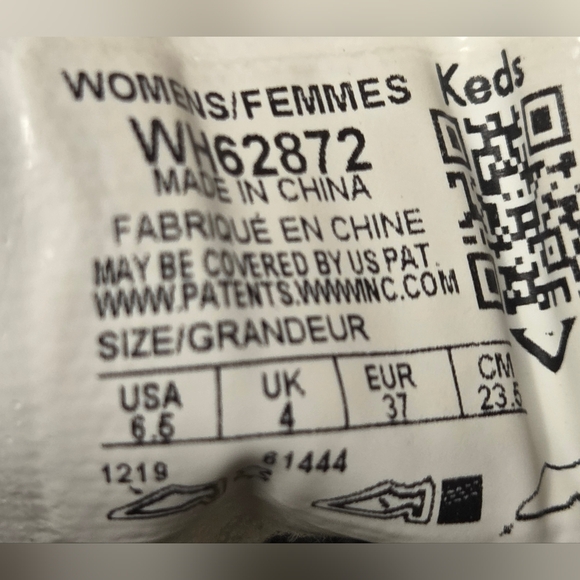 WOMENS/FEMMES
Keds
WH62872
MADE IN CHINA
FABRIQUÉ EN CHINE
MAY BE COVERED BY US PAT.
WWW.PATENTS.WWWINC.COM
SIZE/GRANDEUR
USA UK EUR CM
6.5 4 37 23.5
1219 61444